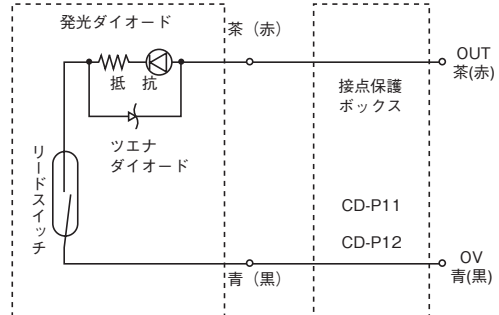 発光ダイオード
茶（赤）
OUT
茶(赤)
抵 抗
接点保護
ボックス
ツエナ
ダイオード
リードスイッチ
CD-P11
CD-P12
OV
青(黒)
青（黒）